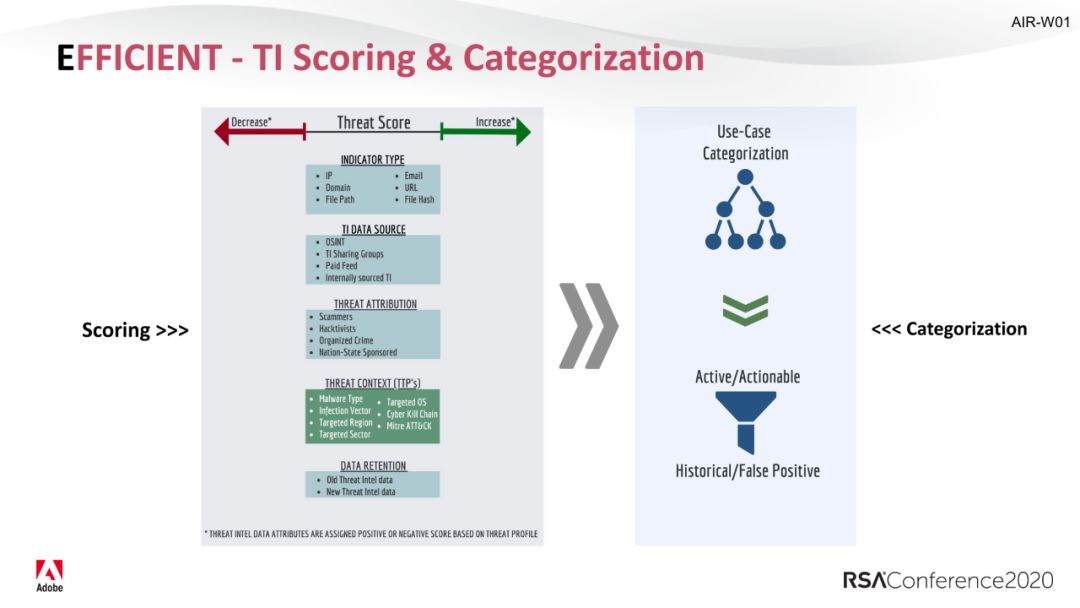 AIR-W01
EFFICIENT - TI Scoring & Categorization
Decrease*
Threat Score
Increase*
INDICATOR TYPE
• IP
• Domain
• File Path
• Email
• URL
• File Hash
TI DATA SOURCE
• OSINT
• TI Sharing Groups
• Paid Feed
• Internally sourced TI
THREAT ATTRIBUTION
• Scammers
• Hacktivists
• Organized Crime
• Nation-State Sponsored
THREAT CONTEXT (TTP's)
• Malware Type
• Infection Vector
• Targeted Region
• Targeted Sector
• Targeted OS
• Cyber Kill Chain
• Mitre ATT&CK
DATA RETENTION
• Old Threat Intel data
• New Threat Intel data
* THREAT INTEL DATA ATTRIBUTES ARE ASSIGNED POSITIVE OR NEGATIVE SCORE BASED ON THREAT PROFILE
Scoring >>>
Use-Case
Categorization
Active/Actionable
Historical/False Positive
<<< Categorization
Adobe
RSAConference2020